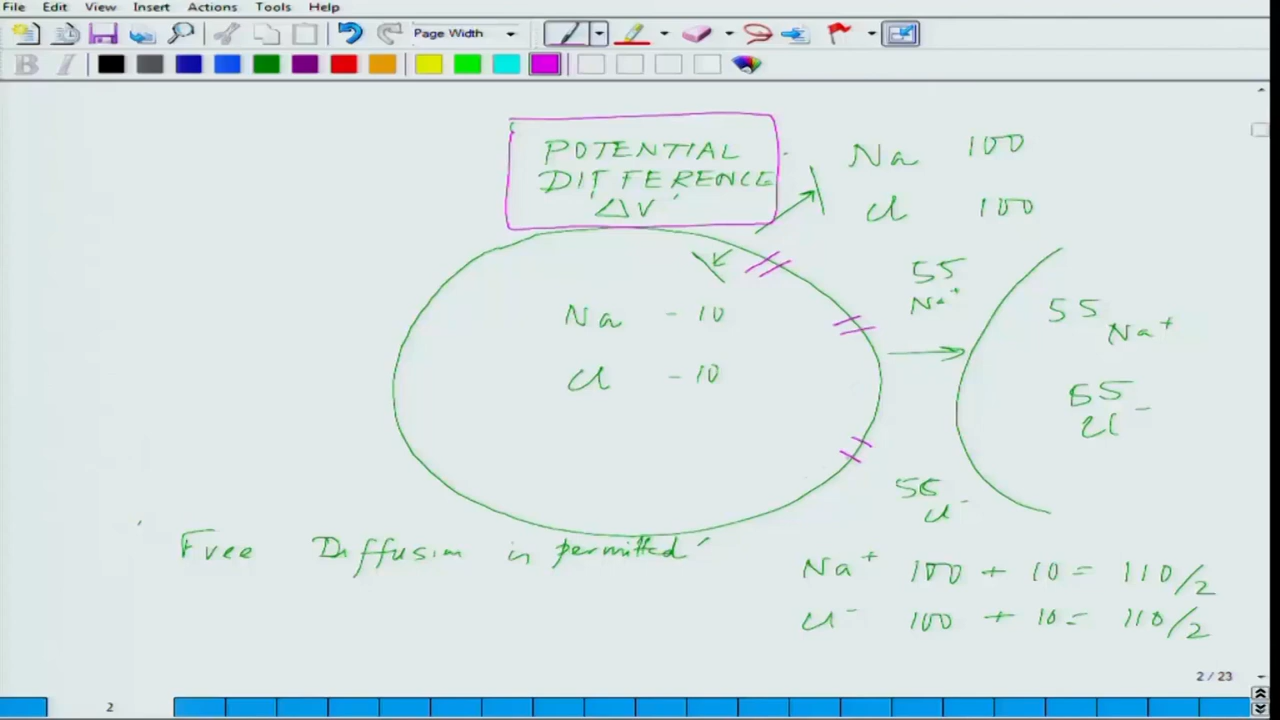 File Edit View Insert Actions Tools Help
Page Width
POTENTIAL
DIFFERENCE
'ΔV'
Na 100
Cl 100
Na - 10
Cl - 10
55
Na+
55
Na+
55
Cl-
55
Cl-
Free Diffusion is permitted
Na+ 100 + 10 = 110/2
Cl- 100 + 10 = 110/2
2 / 23
2